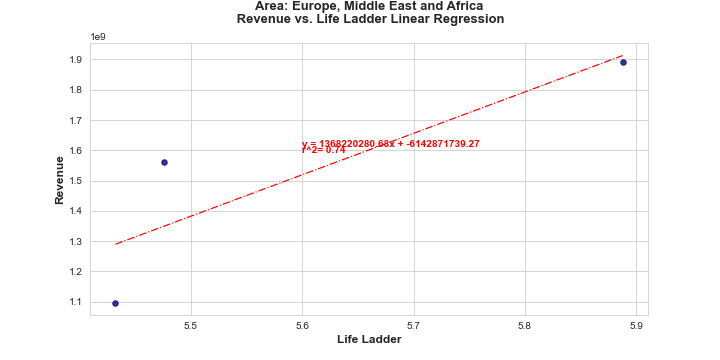 Area: Europe, Middle East and Africa
Revenue vs. Life Ladder Linear Regression
1e9
1.9
1.8
1.7
1.6
1.5
1.4
1.3
1.2
1.1
Revenue
y = 1368220280.68x + -6142871739.27
r^2= 0.74
5.5 5.6 5.7 5.8 5.9
Life Ladder